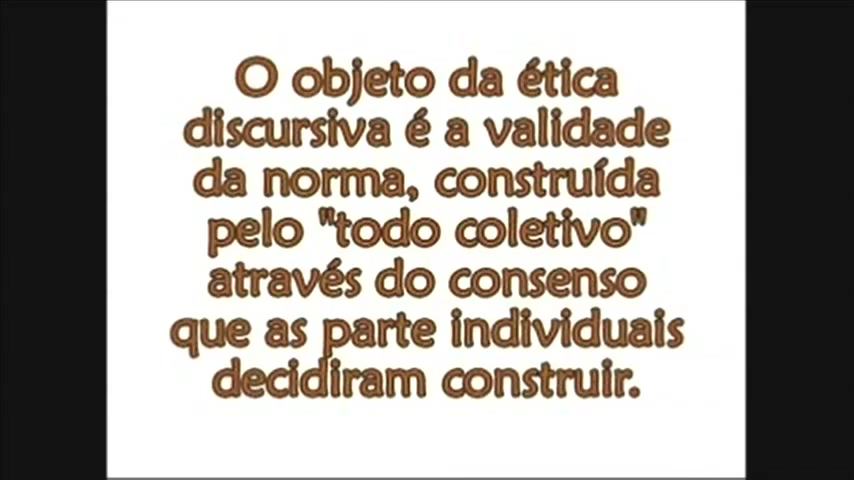 O objeto da ética
discursiva é a validade
da norma, construída
pelo "todo coletivo"
através do consenso
que as parte individuais
decidiram construir.